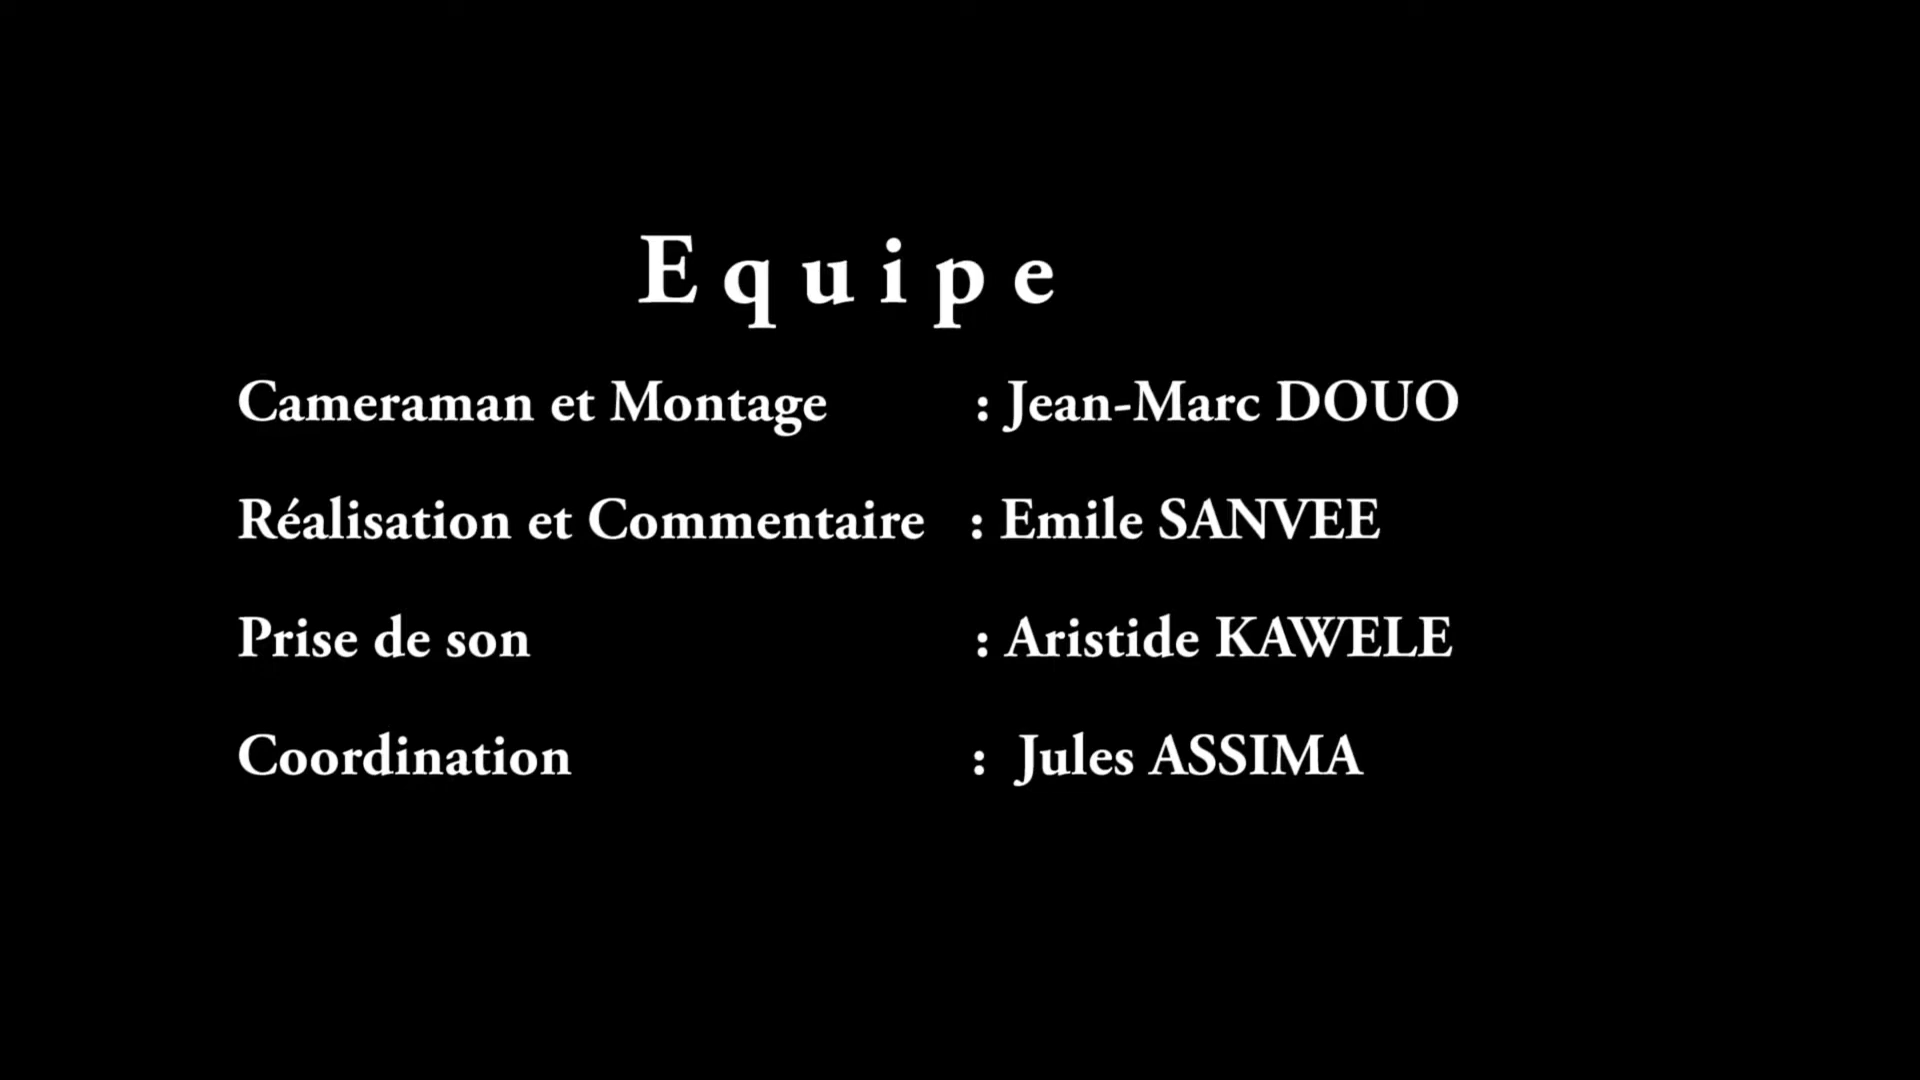 Equipe
Cameraman et Montage : Jean-Marc DOUO
Réalisation et Commentaire : Emile SANVEE
Prise de son : Aristide KAWELE
Coordination : Jules ASSIMA